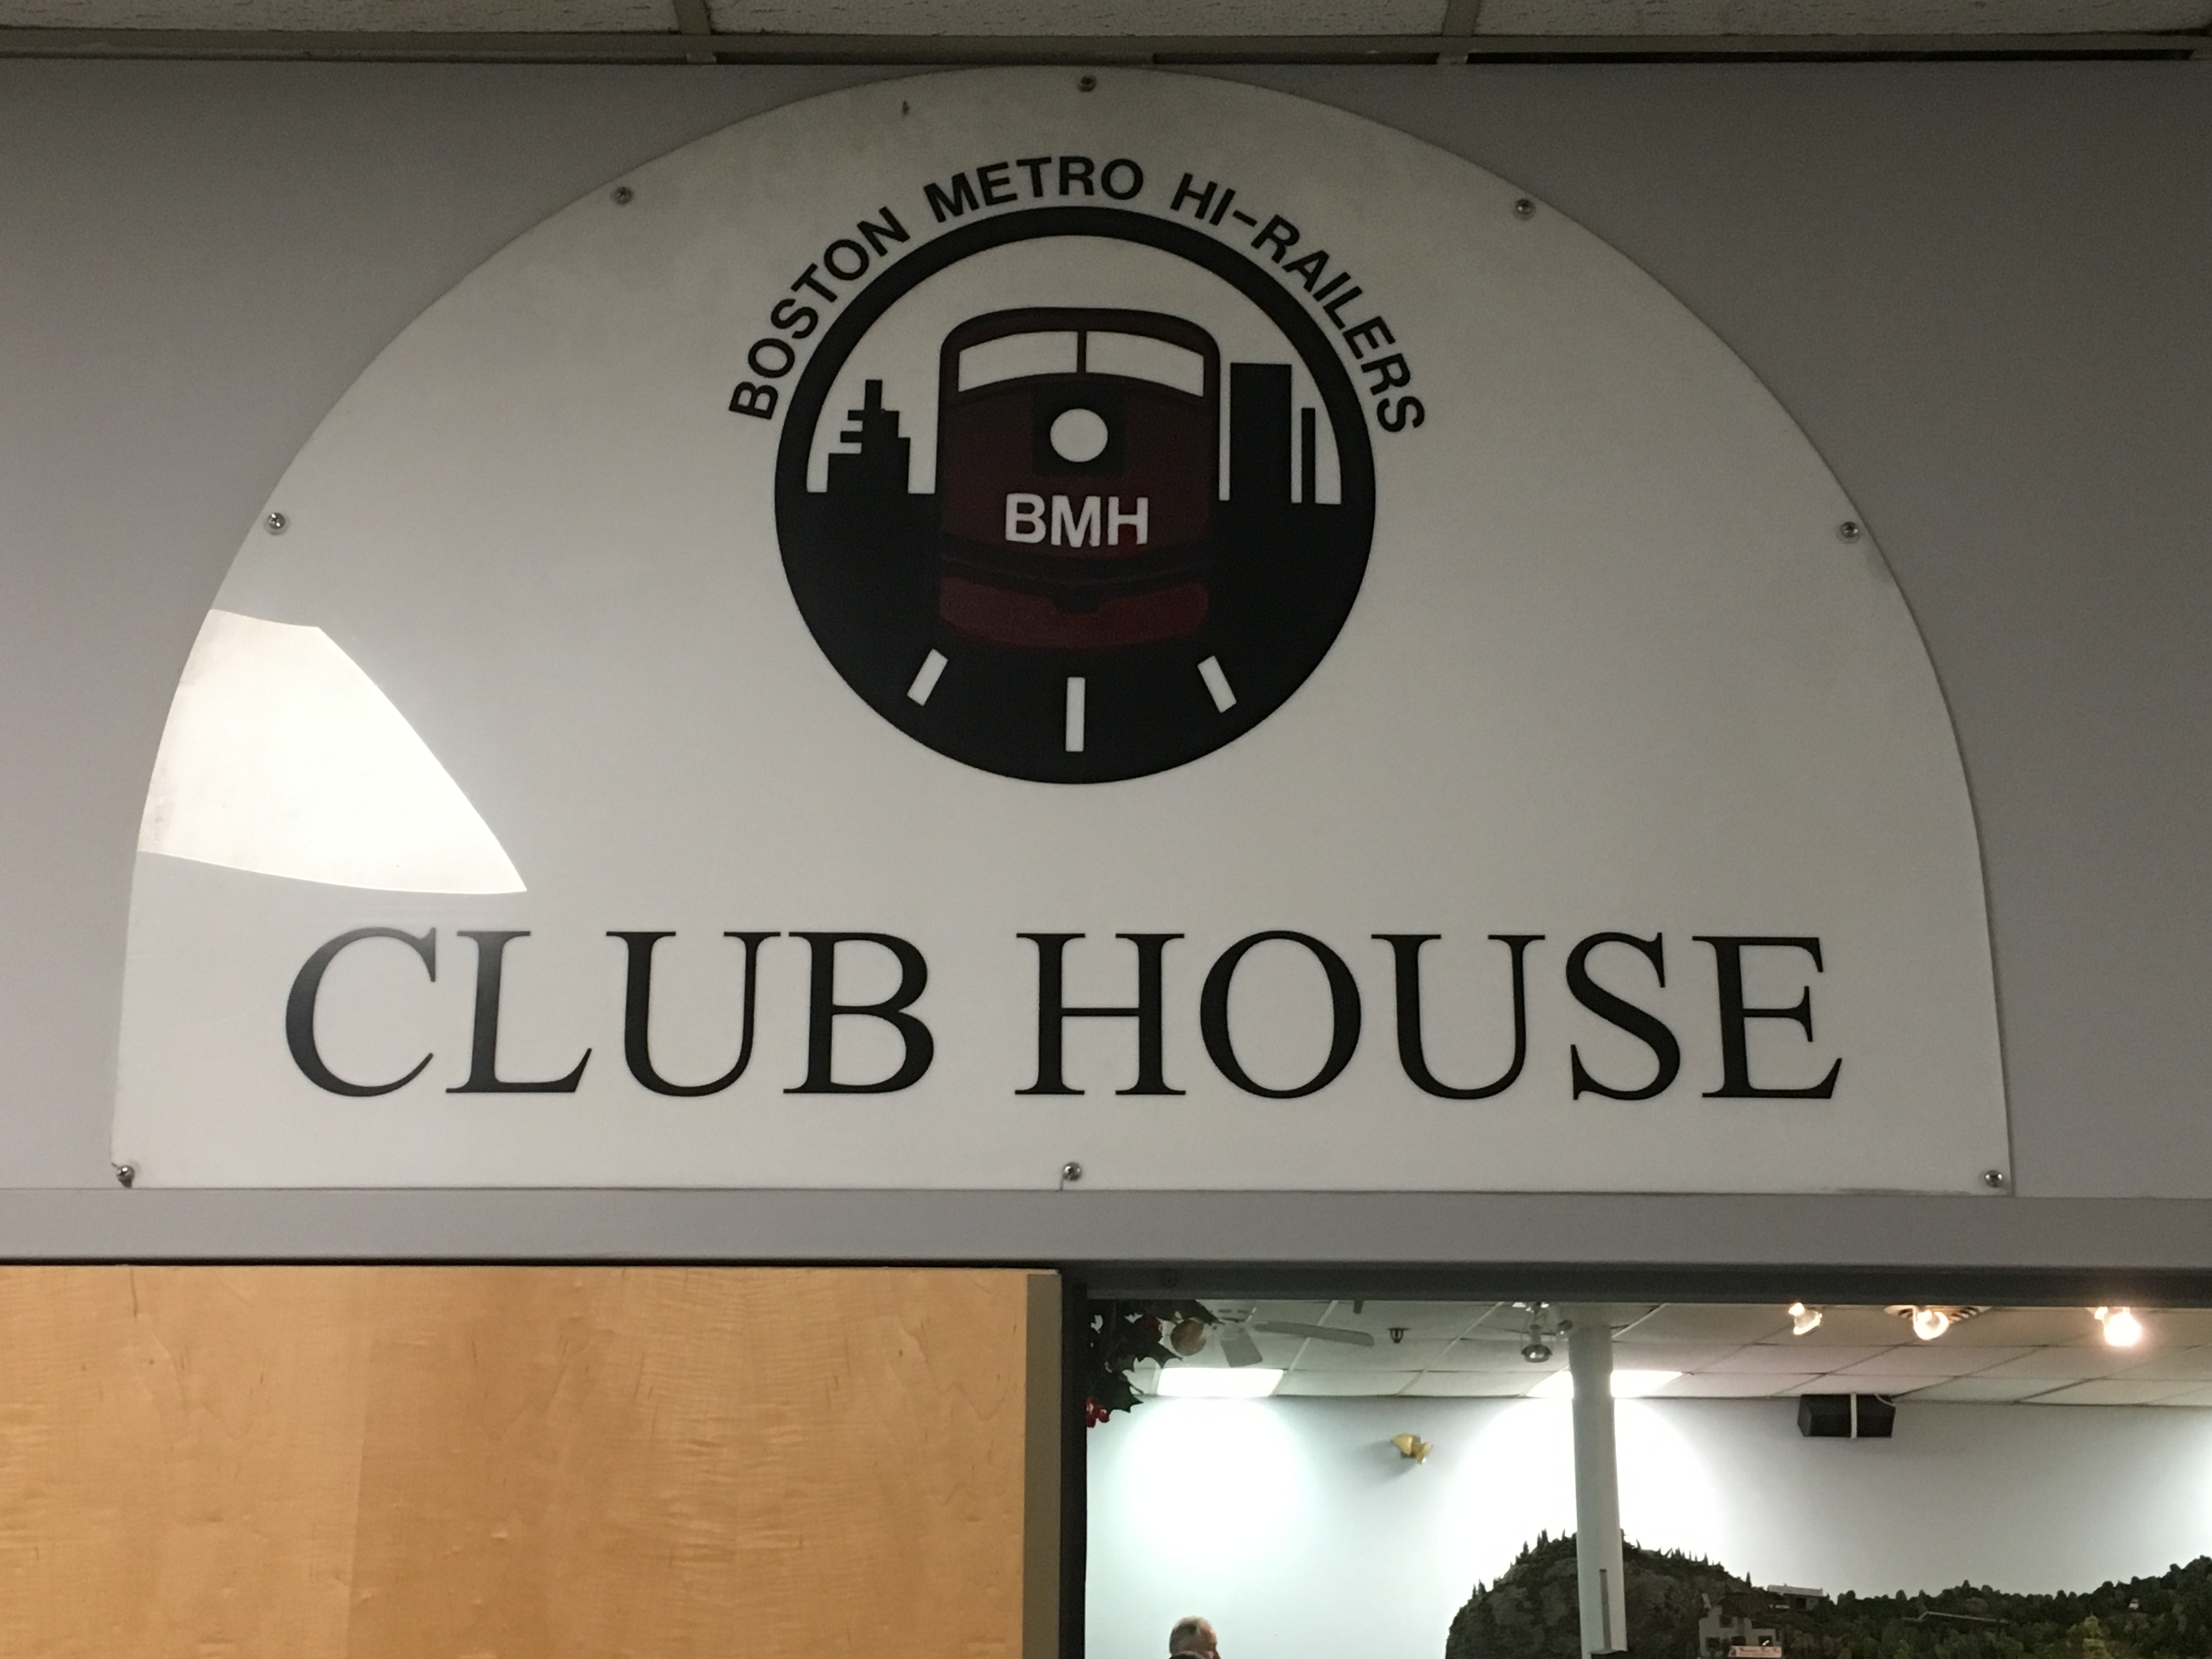 BOSTON METRO HI-RAILERS
BMH
CLUB HOUSE